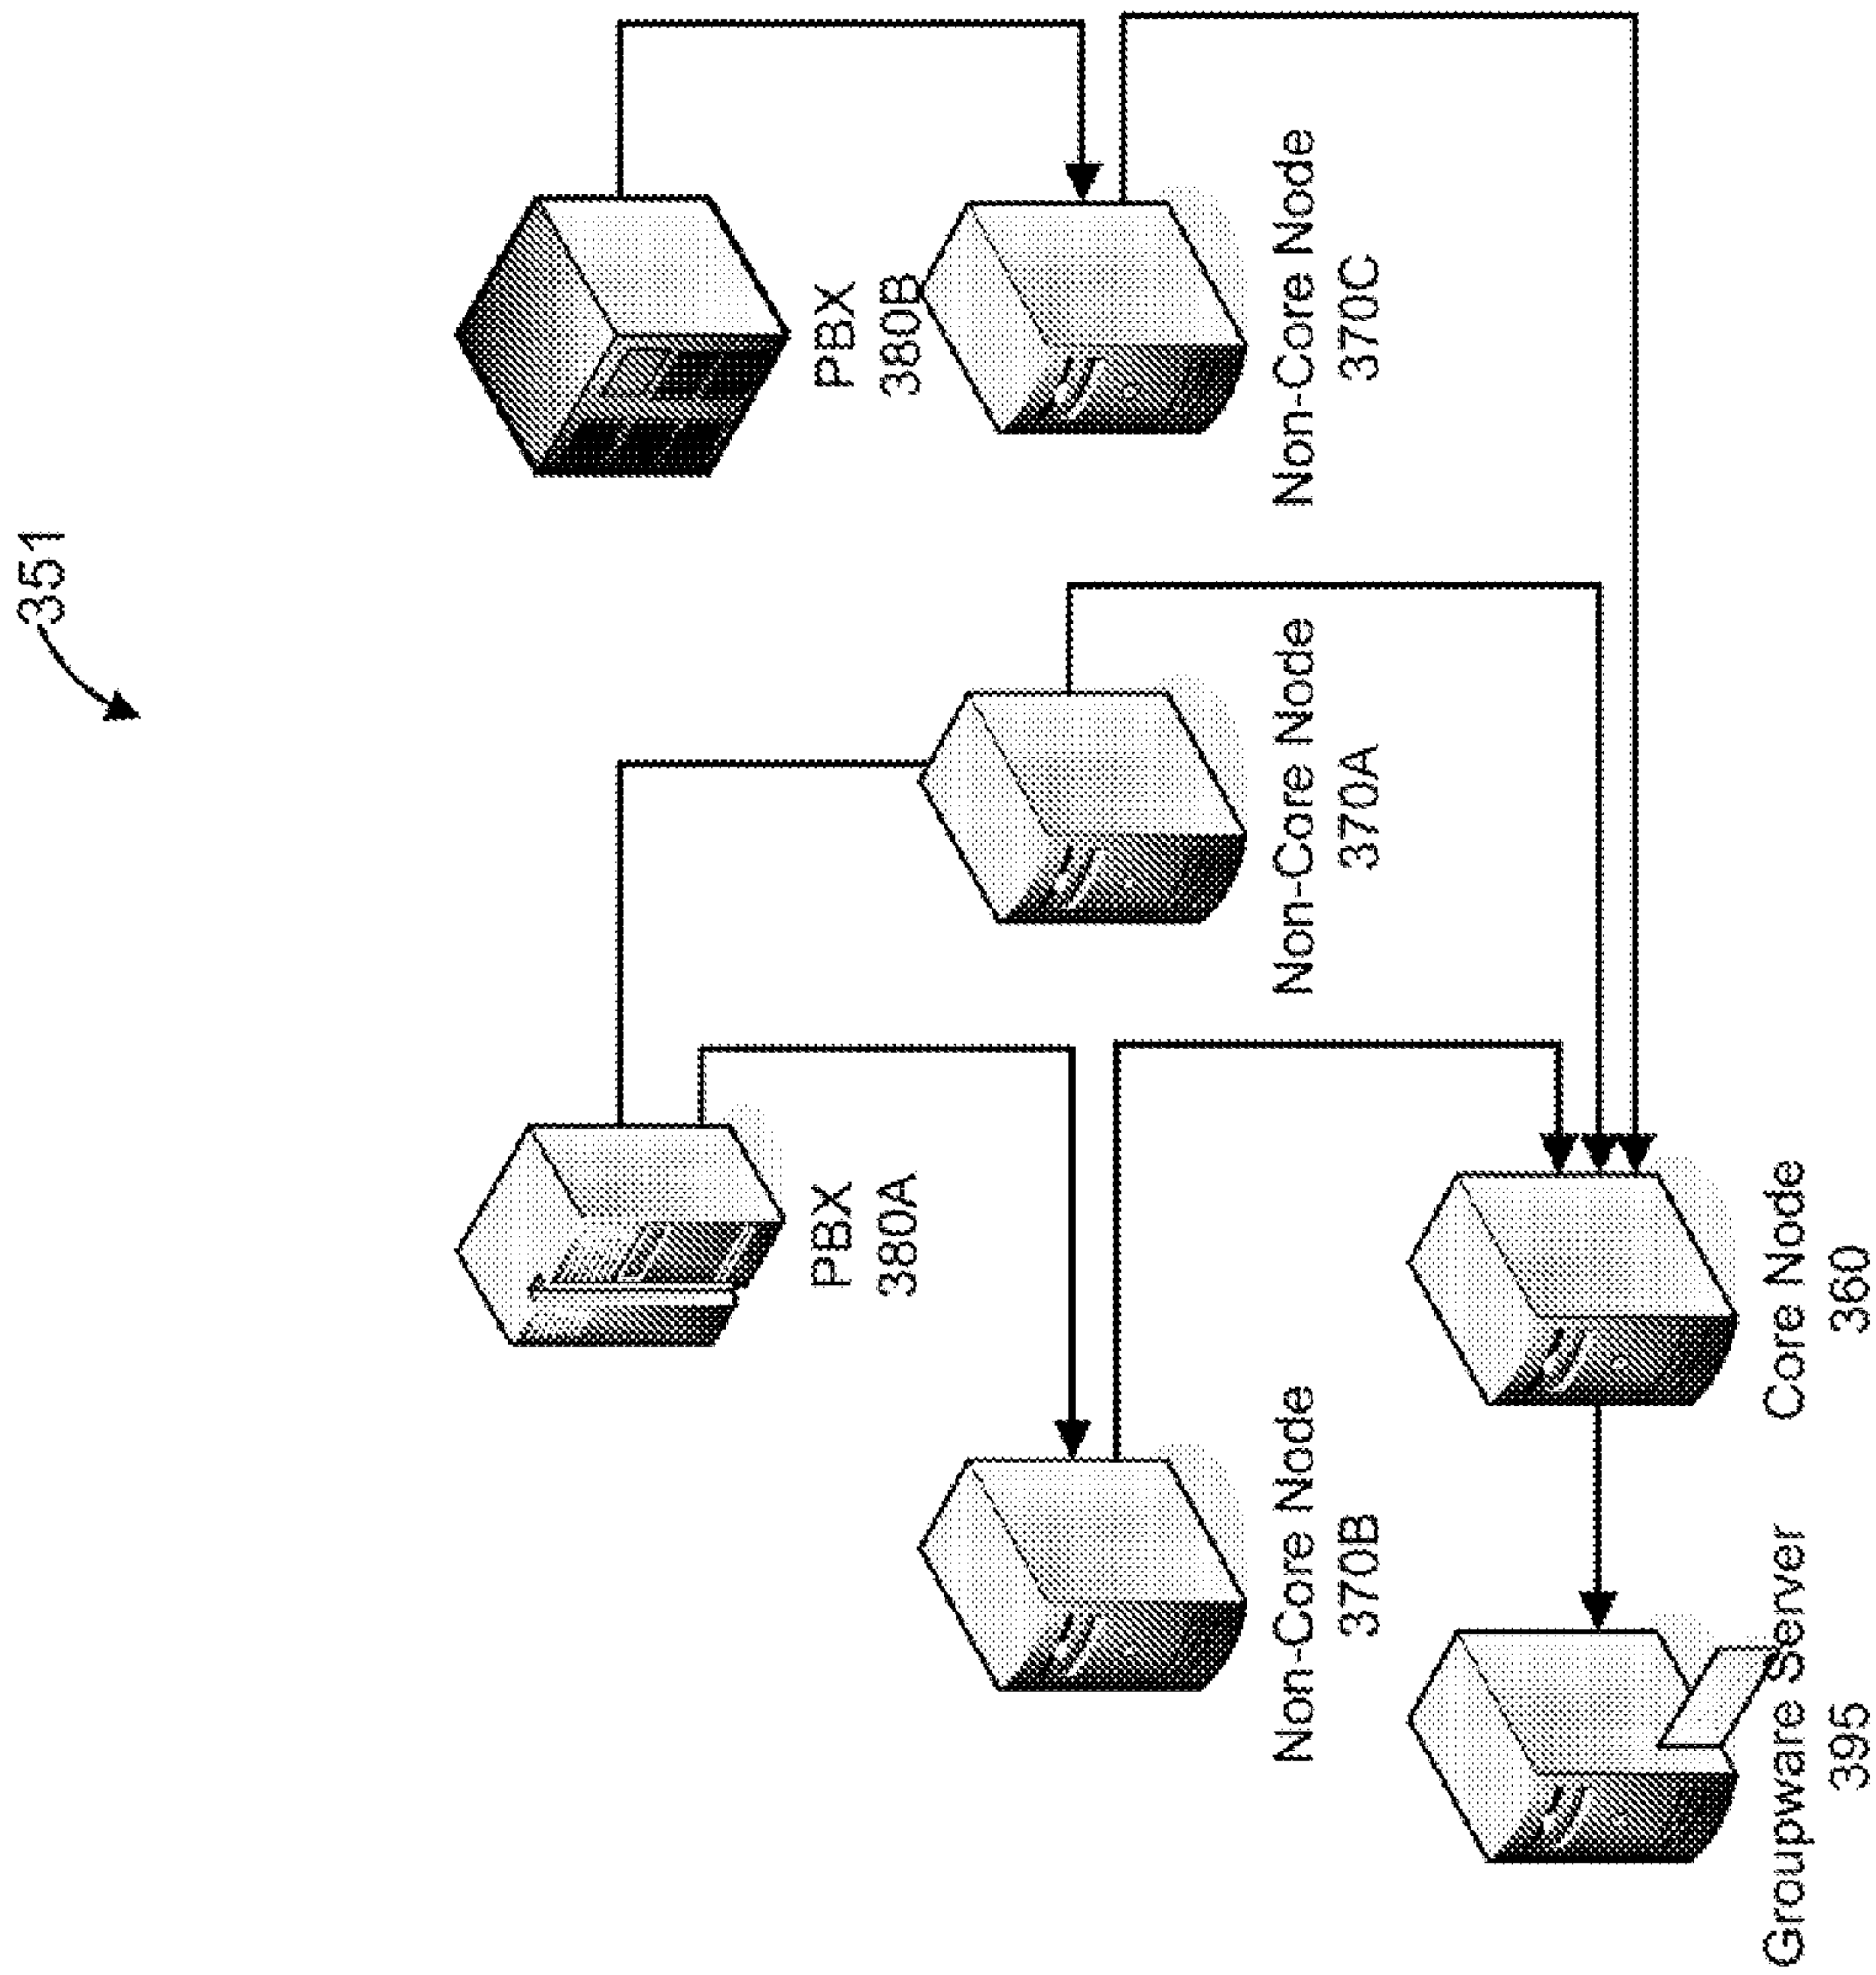 351
PBX
380A
PBX
380B
Non-Core Node
370B
Non-Core Node
370A
Non-Core Node
370C
Groupware Server
395
Core Node
360